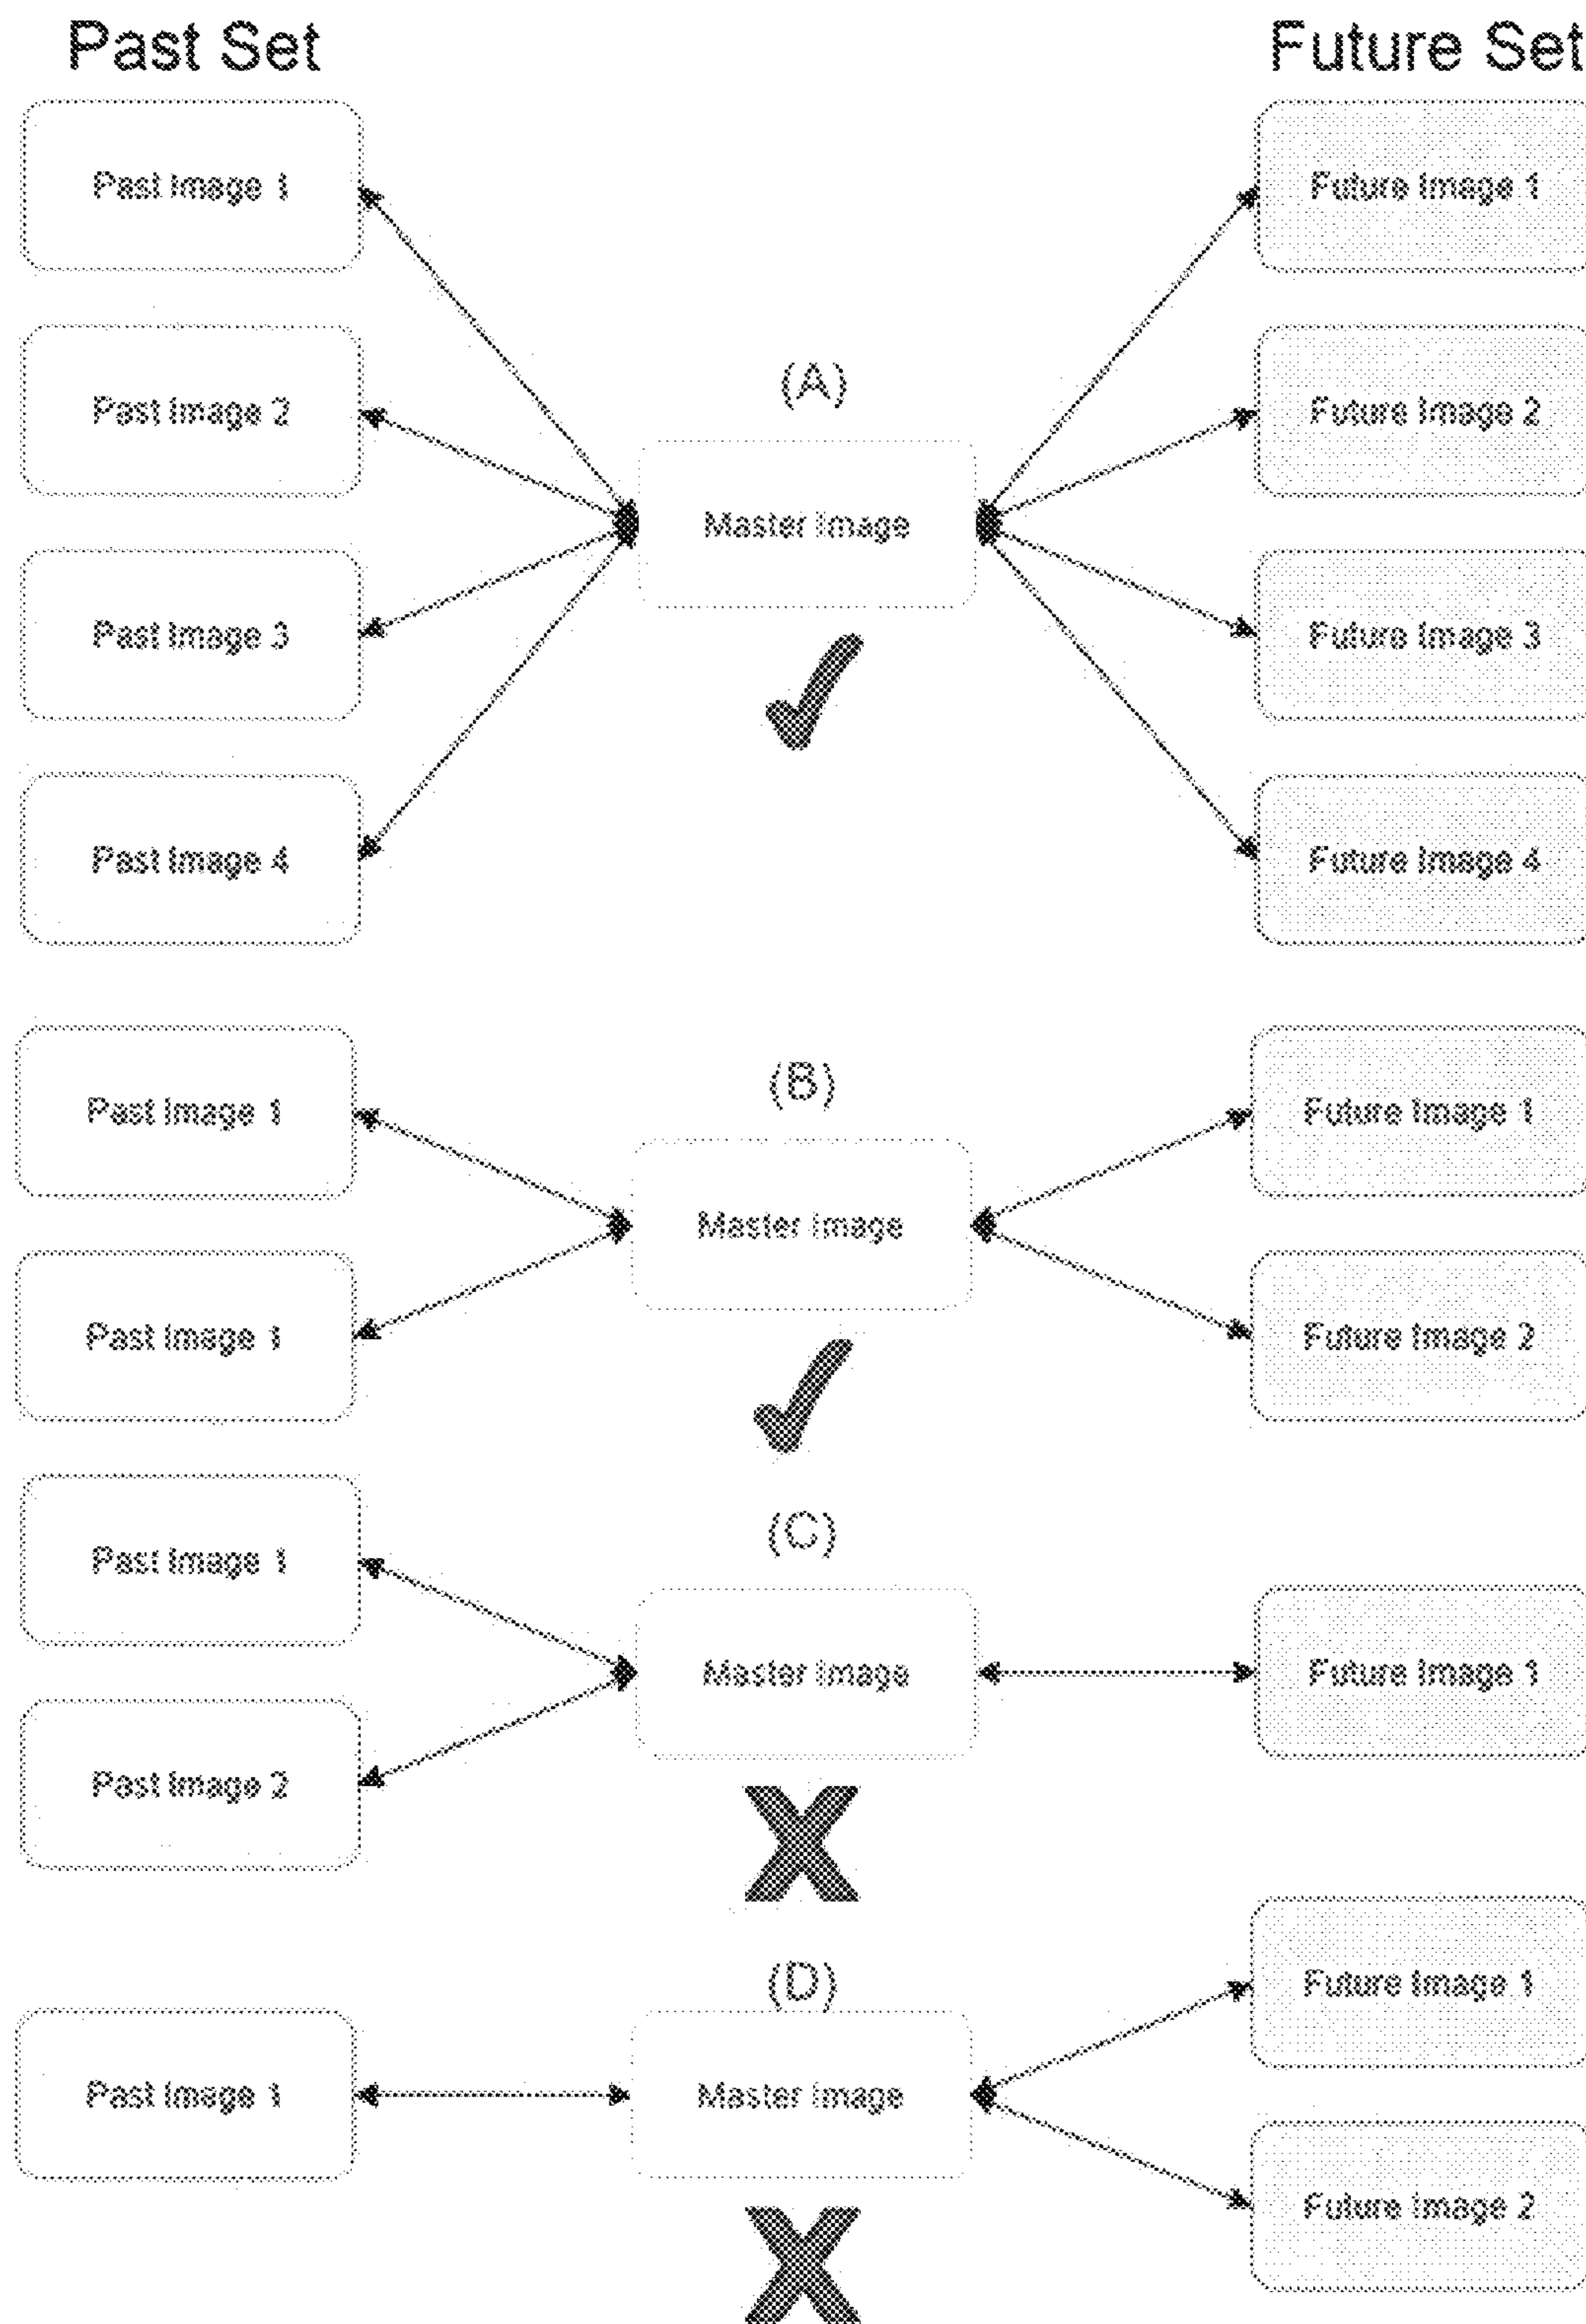 Past Set
Future Set
Past Image 1
Future Image 1
Past Image 2
(A)
Future Image 2
Master Image
Past Image 3
Future Image 3
Past Image 4
Future Image 4
(B)
Past Image 1
Future Image 1
Master Image
Past Image 1
Future Image 2
(C)
Past Image 1
Master Image
Future Image 1
Past Image 2
X
(D)
Future Image 1
Past Image 1
Master Image
Future Image 2
X